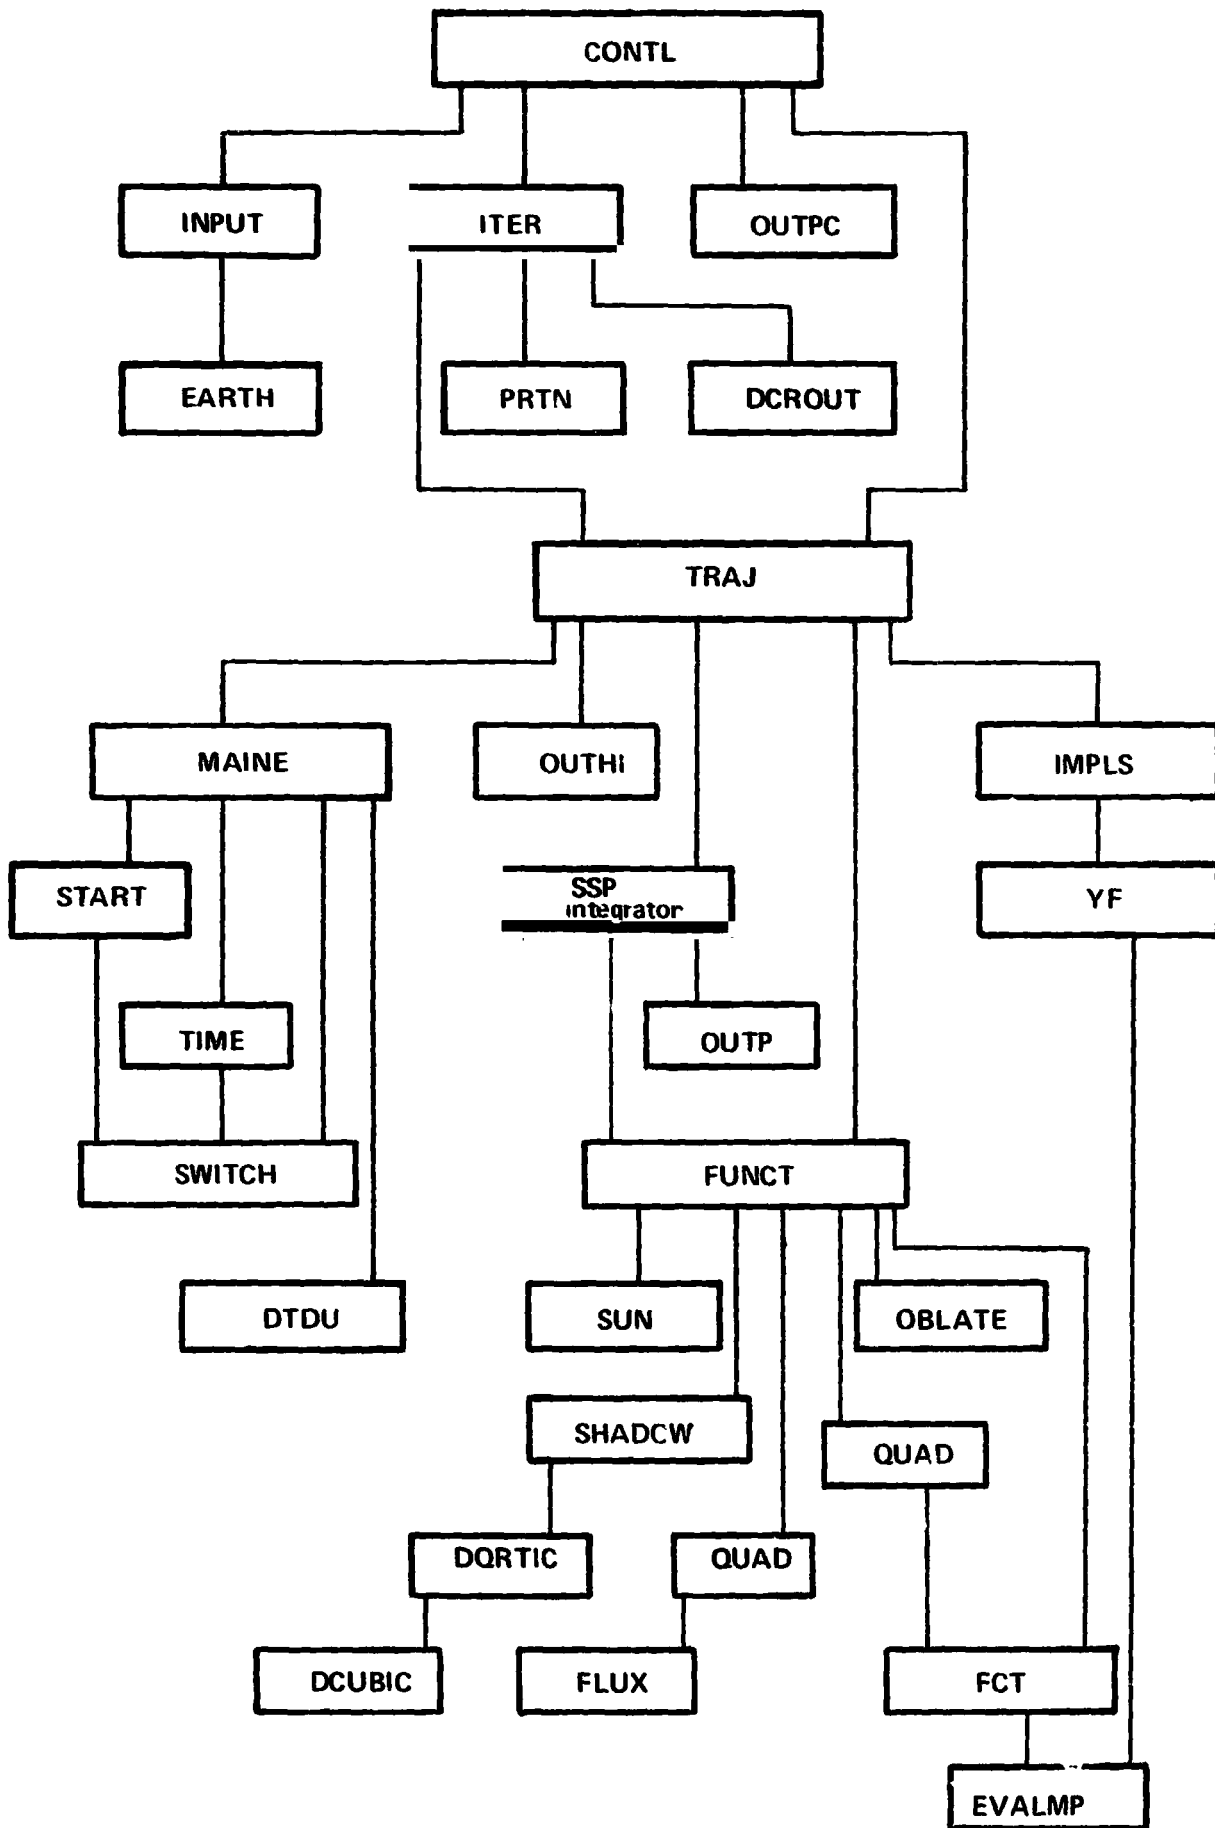 CONTL
INPUT
ITER
OUTPC
EARTH
PRTN
DCROUT
TRAJ
MAINE
OUTHI
IMPLS
START
SSP
integrator
YF
TIME
OUTP
SWITCH
FUNCT
DTDU
SUN
OBLATE
SHADCW
QUAD
DQRTIC
QUAD
DCUBIC
FLUX
FCT
EVALMP